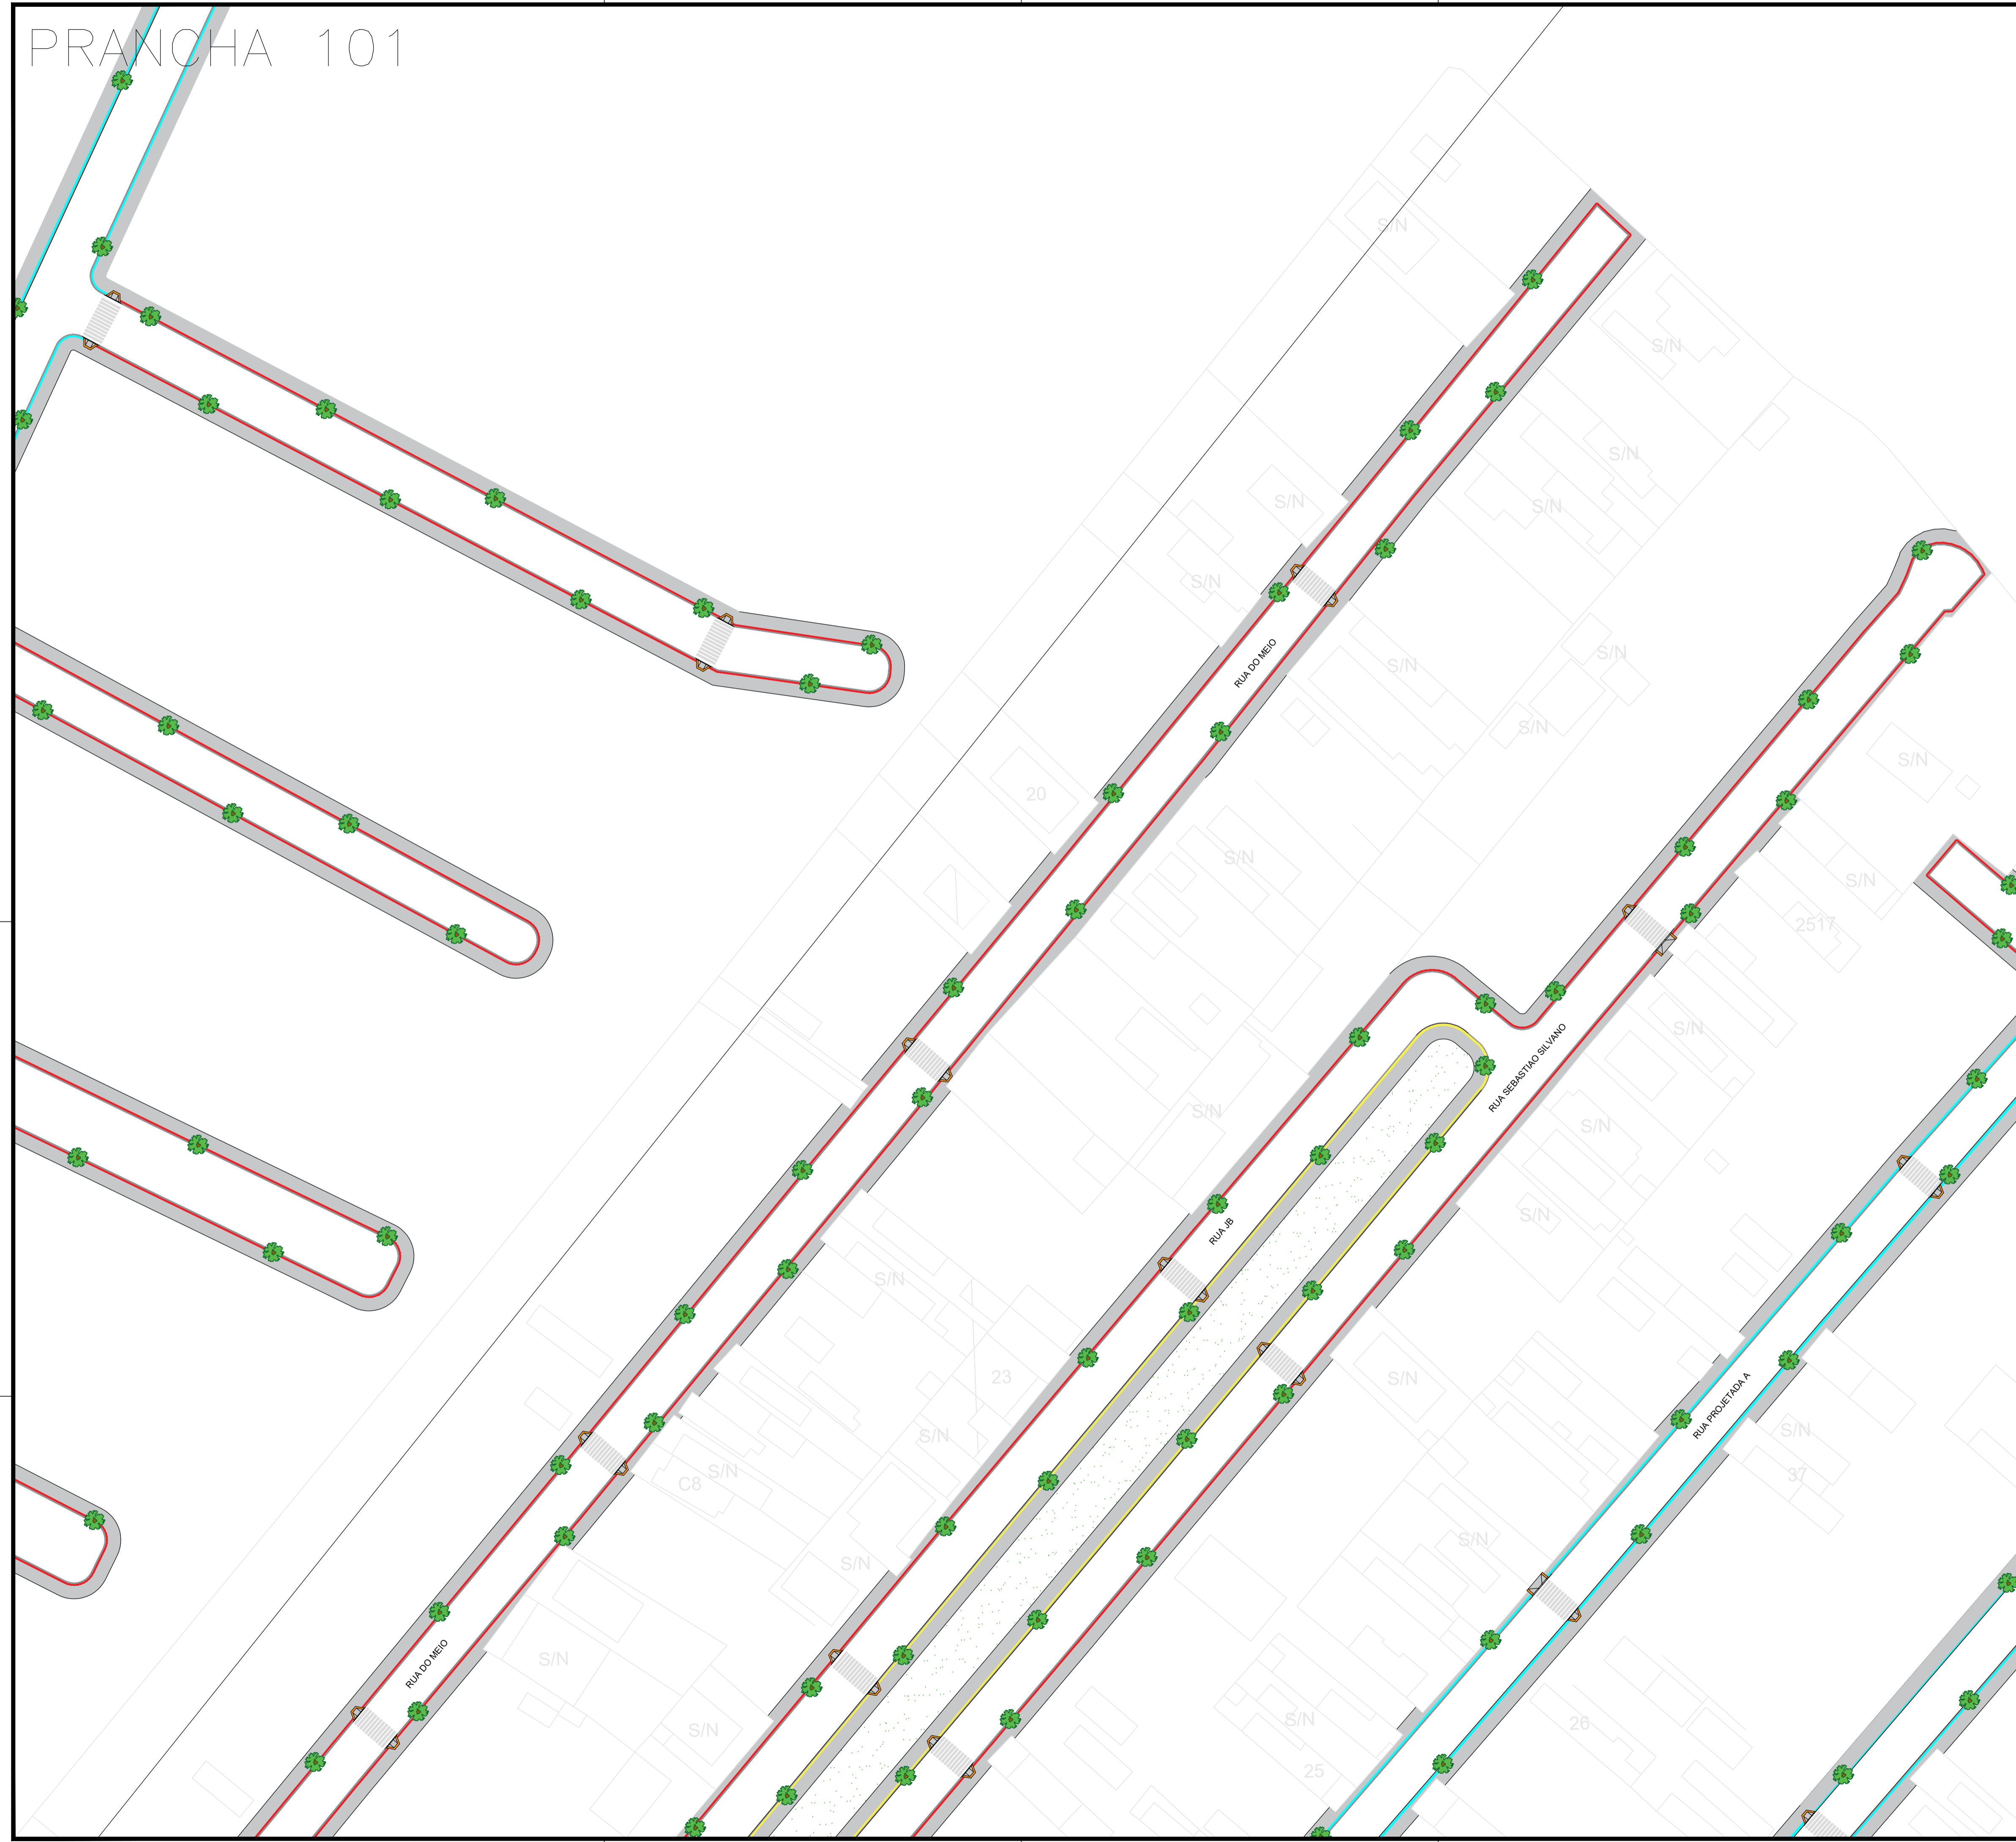 PRANCHA 101
S/N
S/N
S/N
S/N
S/N
S/N
S/N
S/N
RUA DO MEIO
S/N
S/N
S/N
20
S/N
S/N
2517
S/N
RUA SEBASTIAO SILVANO
S/N
S/N
S/N
RUA JB
S/N
S/N
23
S/N
RUA PROJETADA A
S/N
S/N
37
S/N
C8
S/N
S/N
S/N
RUA DO MEIO
S/N
S/N
26
25